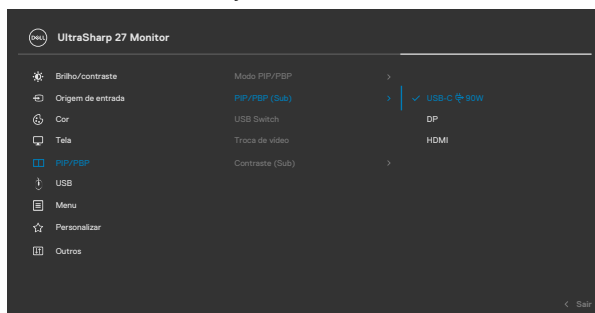 DELL UltraSharp 27 Monitor
Brilho/contraste Modo PIP/PBP >
Origem de entrada PIP/PBP (Sub) > ✓ USB-C 90W
Cor USB Switch DP
Tela Troca de vídeo HDMI
PIP/PBP Contraste (Sub) >
USB
Menu
Personalizar
Outros
< Sair